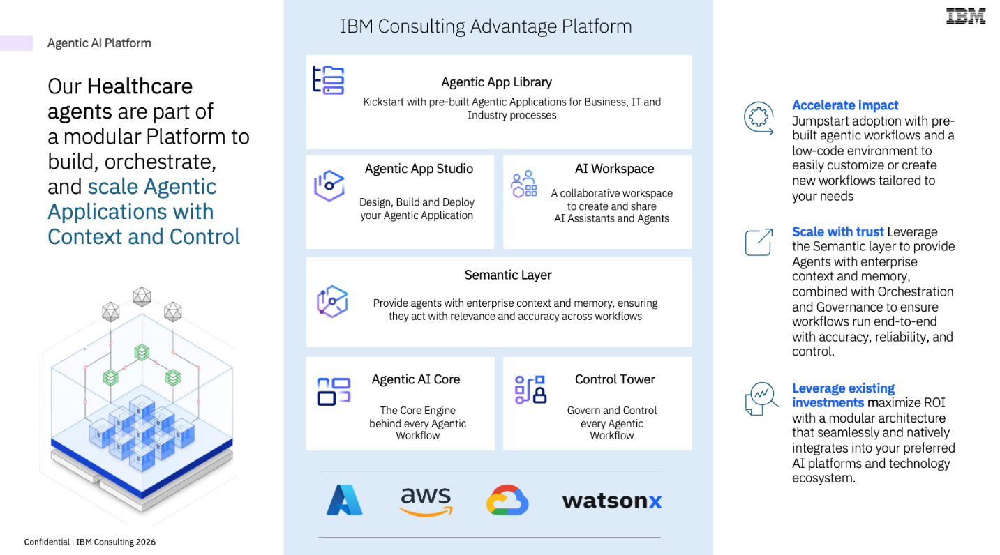 Agentic AI Platform
Our Healthcare
agents are part of
a modular Platform to
build, orchestrate,
and scale Agentic
Applications with
Context and Control
Confidential | IBM Consulting 2026
IBM Consulting Advantage Platform
Agentic App Library
Kickstart with pre-built Agentic Applications for Business, IT and
Industry processes
Agentic App Studio
Design, Build and Deploy
your Agentic Application
AI Workspace
A collaborative workspace
to create and share
AI Assistants and Agents
Semantic Layer
Provide agents with enterprise context and memory, ensuring
they act with relevance and accuracy across workflows
Agentic AI Core
The Core Engine
behind every Agentic
Workflow
Control Tower
Govern and Control
every Agentic
Workflow
aws
watsonx
IBM
Accelerate impact
Jumpstart adoption with pre-
built agentic workflows and a
low-code environment to
easily customize or create
new workflows tailored to
your needs
Scale with trust Leverage
the Semantic layer to provide
Agents with enterprise
context and memory,
combined with Orchestration
and Governance to ensure
workflows run end-to-end
with accuracy, reliability, and
control.
Leverage existing
investments maximize ROI
with a modular architecture
that seamlessly and natively
integrates into your preferred
AI platforms and technology
ecosystem.